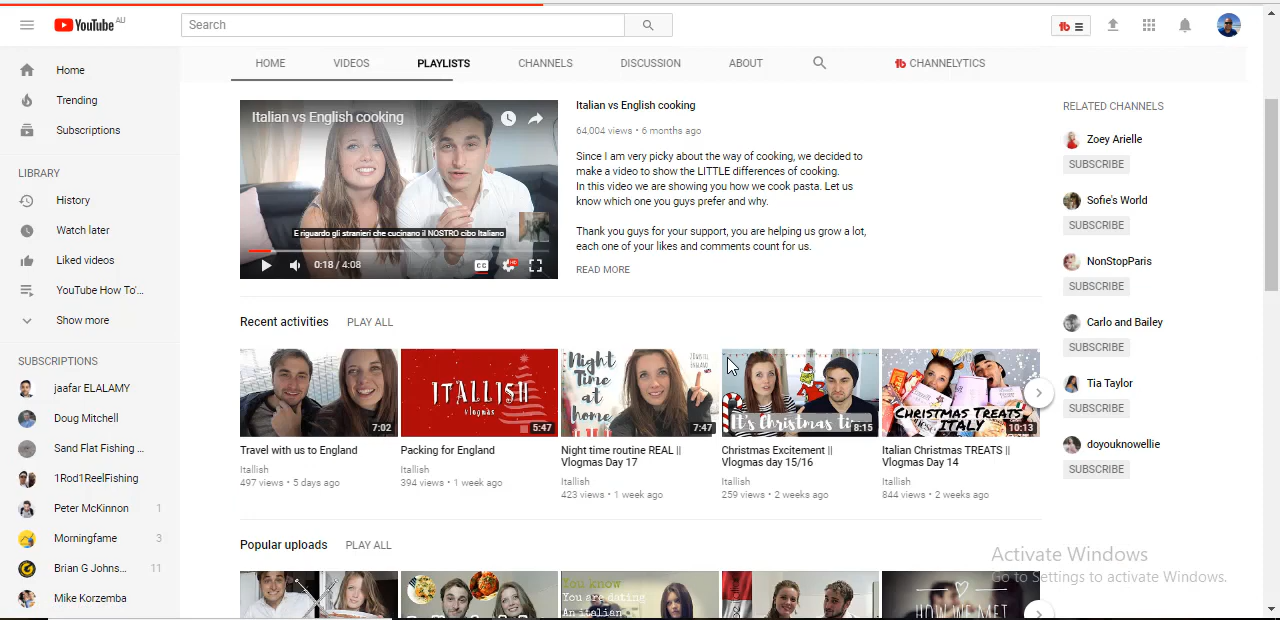 YouTube AU
Search
Home
Trending
Subscriptions
LIBRARY
History
Watch later
Liked videos
YouTube How To'...
Show more
SUBSCRIPTIONS
jaafar ELALAMY
Doug Mitchell
Sand Flat Fishing ...
1Rod1ReelFishing
Peter McKinnon 1
Morningfame 3
Brian G Johns... 11
Mike Korzemba
HOME VIDEOS PLAYLISTS CHANNELS DISCUSSION ABOUT CHANNELYTICS
Italian vs English cooking
E riguardo gli stranieri che cucinano il NOSTRO cibo Italiano
0:18 / 4:08
CC
HD
Italian vs English cooking
64,004 views • 6 months ago
Since I am very picky about the way of cooking, we decided to
make a video to show the LITTLE differences of cooking.
In this video we are showing you how we cook pasta. Let us
know which one you guys prefer and why.
Thank you guys for your support, you are helping us grow a lot,
each one of your likes and comments count for us.
READ MORE
Recent activities PLAY ALL
7:02
Travel with us to England
Itallish
497 views • 5 days ago
ITALLISH
vlogmas
5:47
Packing for England
Itallish
394 views • 1 week ago
Night
Time
at
home
7:47
Night time routine REAL ||
Vlogmas Day 17
Itallish
423 views • 1 week ago
It's Christmas ti
8:15
Christmas Excitement ||
Vlogmas day 15/16
Itallish
259 views • 2 weeks ago
CHRISTMAS TREATS
ITALY
10:13
Italian Christmas TREATS ||
Vlogmas Day 14
Itallish
844 views • 2 weeks ago
Popular uploads PLAY ALL
You know
You are dating
An italian
HOW WE MET
RELATED CHANNELS
Zoey Arielle
SUBSCRIBE
Sofie's World
SUBSCRIBE
NonStopParis
SUBSCRIBE
Carlo and Bailey
SUBSCRIBE
Tia Taylor
SUBSCRIBE
doyouknowellie
SUBSCRIBE
Activate Windows
Go to Settings to activate Windows.